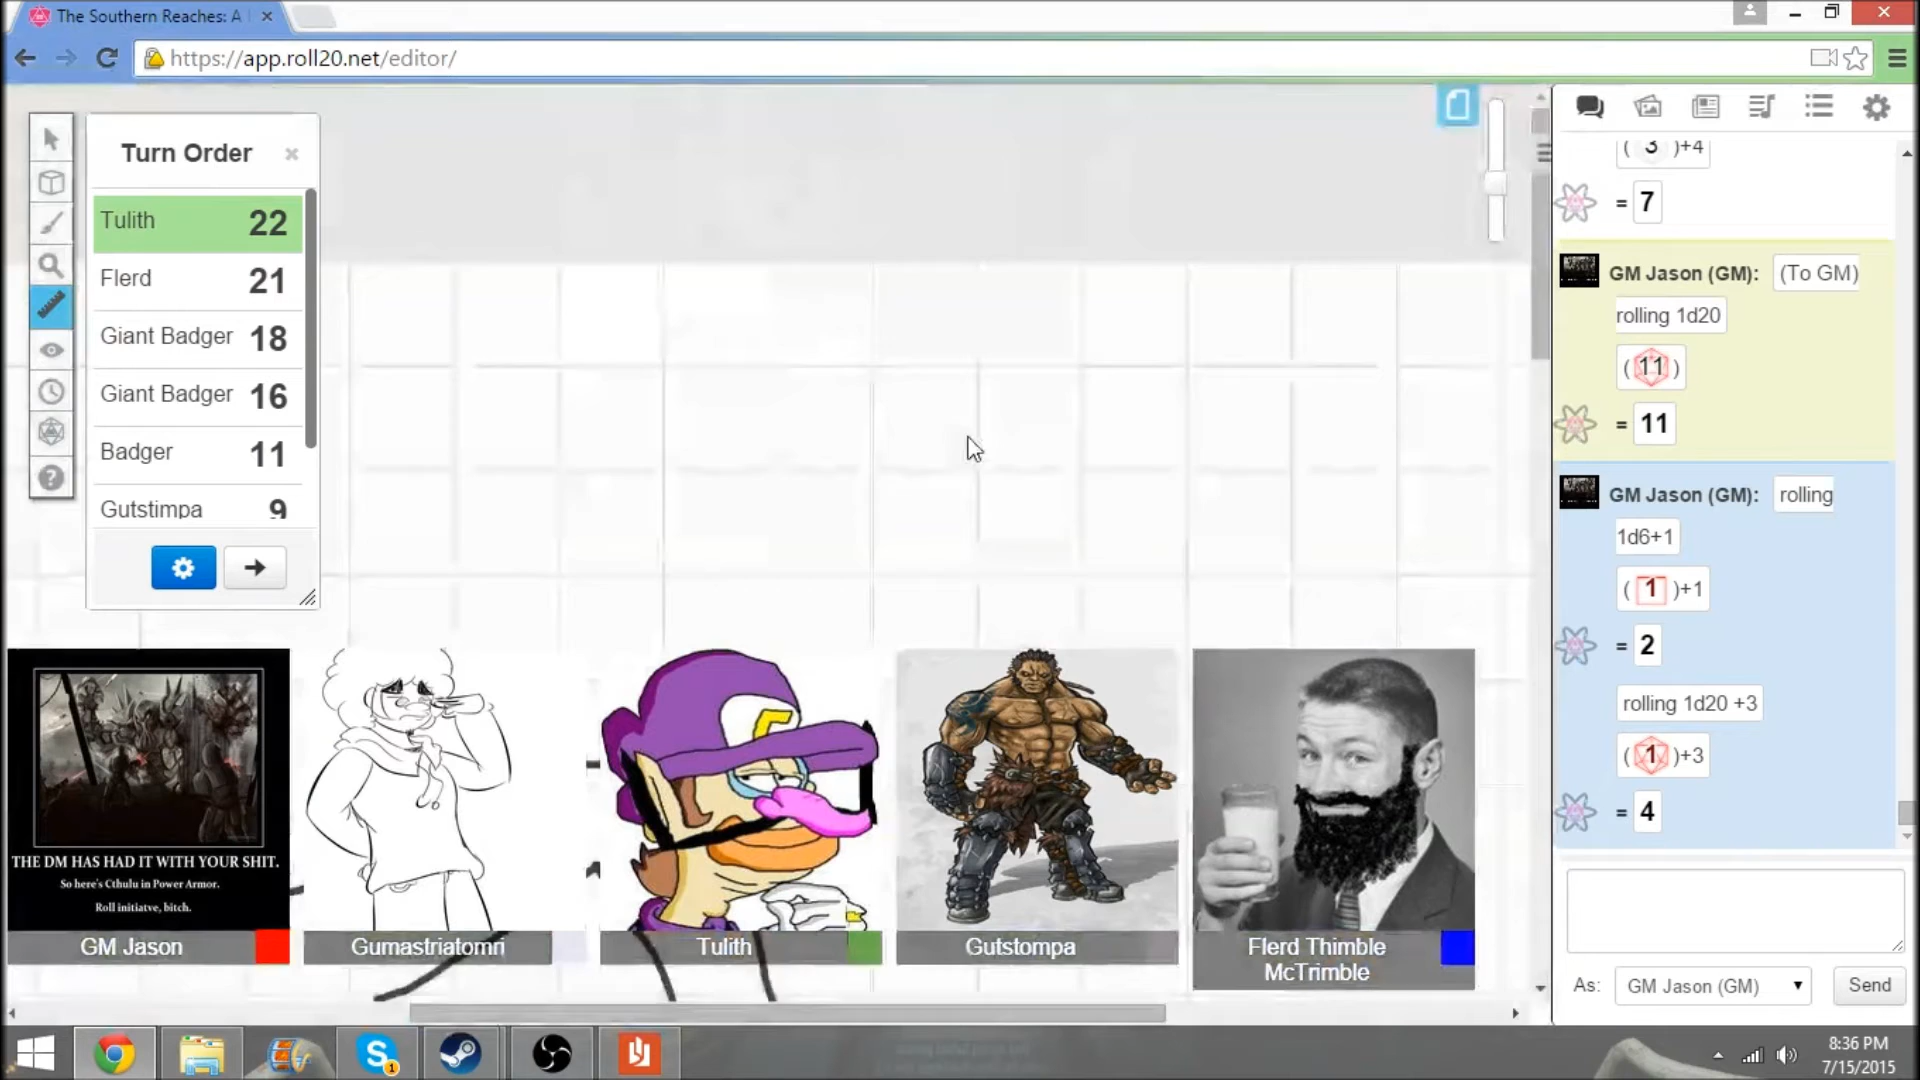 The Southern Reaches: A
https://app.roll20.net/editor/
Turn Order
Tulith 22
Flerd 21
Giant Badger 18
Giant Badger 16
Badger 11
Gutstimpa 9
( 3 )+4
= 7
GM Jason (GM): (To GM)
rolling 1d20
( 11 )
= 11
GM Jason (GM): rolling
1d6+1
( 1 )+1
= 2
rolling 1d20 +3
( 1 )+3
= 4
THE DM HAS HAD IT WITH YOUR SHIT.
So here's Cthulu in Power Armor.
Roll initiatve, bitch.
GM Jason
Gumastriatomri
Tulith
Gutstompa
Flerd Thimble
McTrimble
As: GM Jason (GM) Send
8:36 PM
7/15/2015